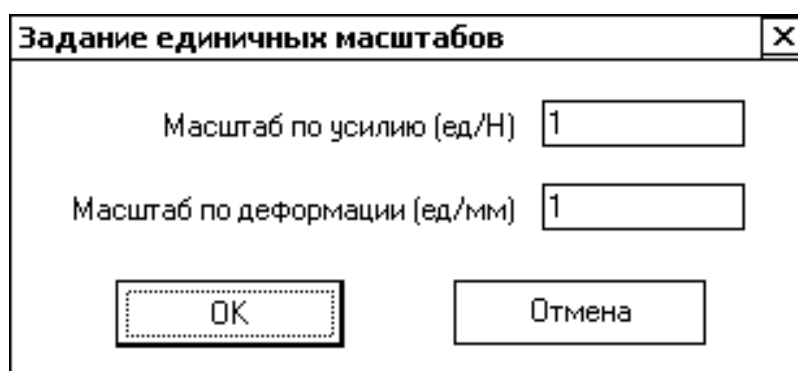 Задание единичных масштабов
Масштаб по усилию (ед/Н) 1
Масштаб по деформации (ед/мм) 1
OK Отмена